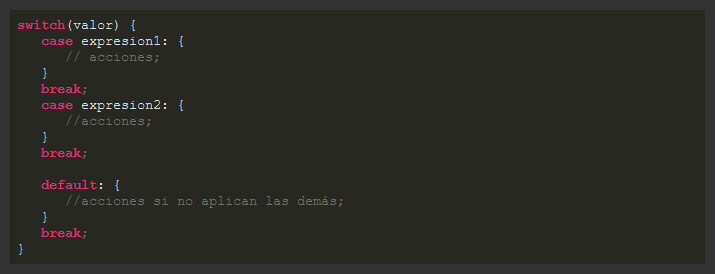 switch(valor) {
   case expresion1: {
      // acciones;
   }
   break;
   case expresion2: {
      //acciones;
   }
   break;

   default: {
      //acciones si no aplican las demás;
   }
   break;
}